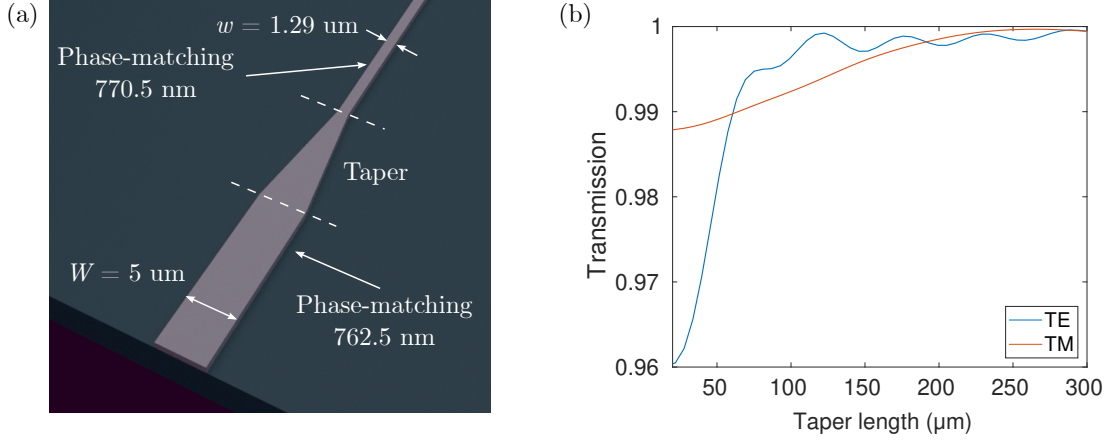 (a)
w = 1.29 um
Phase-matching
770.5 nm
Taper
W = 5 um
Phase-matching
762.5 nm
(b)
Transmission
1
0.99
0.98
0.97
0.96
50
100
150
200
250
300
Taper length (μm)
TE
TM